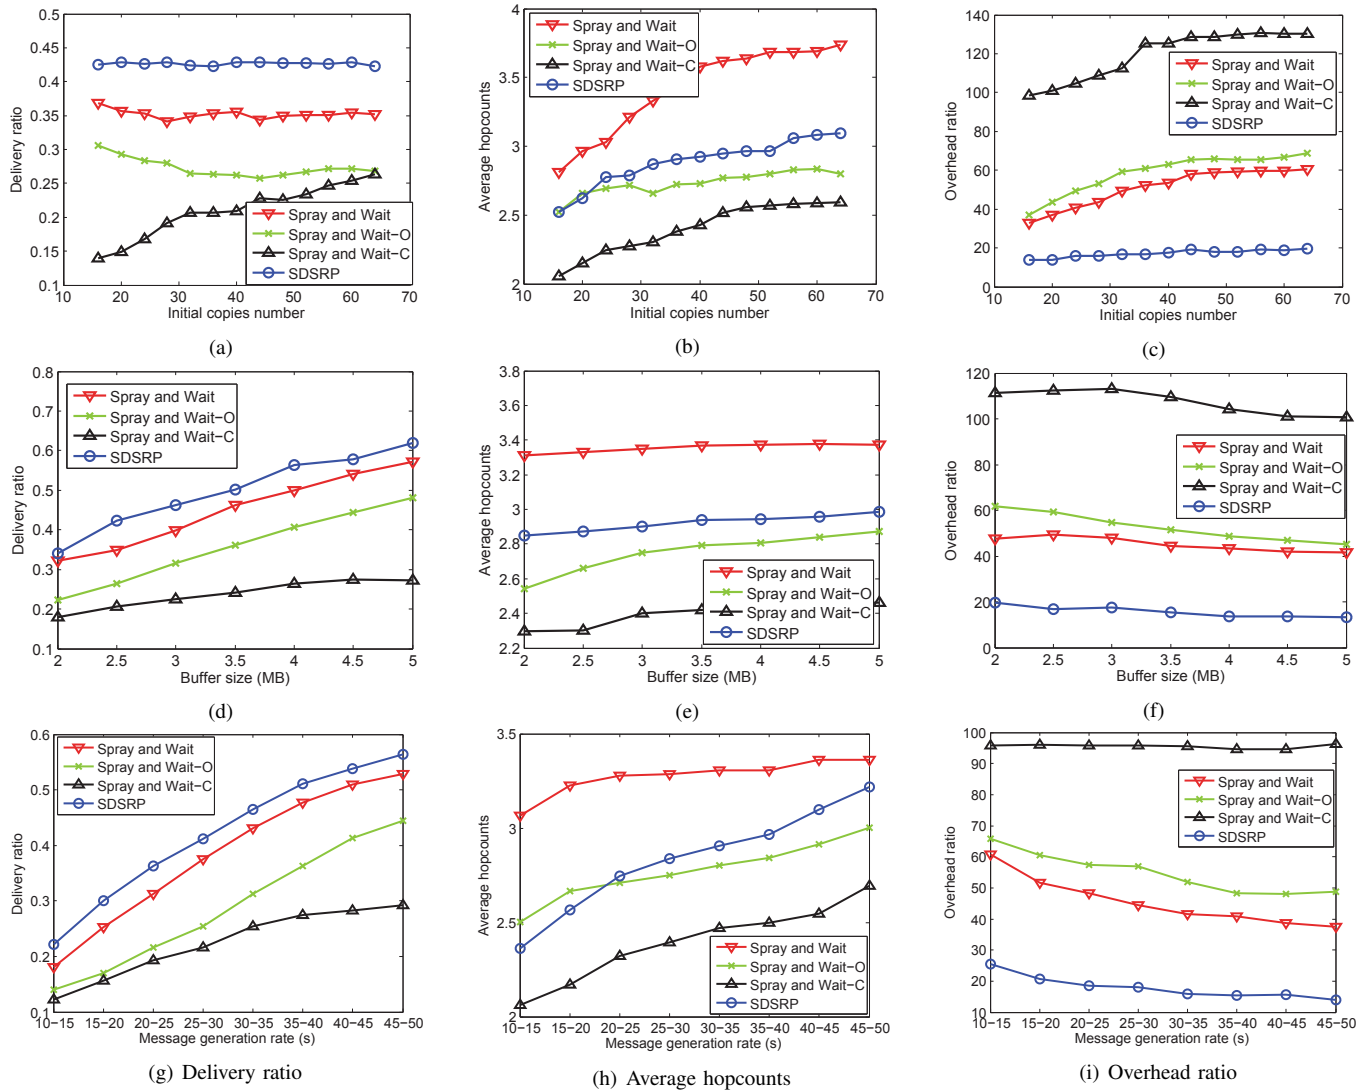 0.5
0.45
0.4
0.35
0.3
0.25
0.2
0.15
0.1
Delivery ratio
Spray and Wait
Spray and Wait−O
Spray and Wait−C
SDSRP
10 20 30 40 50 60 70
Initial copies number
(a)
4
3.5
3
2.5
2
Average hopcounts
Spray and Wait
Spray and Wait−O
Spray and Wait−C
SDSRP
10 20 30 40 50 60 70
Initial copies number
(b)
140
120
100
80
60
40
20
0
Overhead ratio
Spray and Wait
Spray and Wait−O
Spray and Wait−C
SDSRP
10 20 30 40 50 60 70
Initial copies number
(c)
0.8
0.7
0.6
0.5
0.4
0.3
0.2
0.1
Delivery ratio
Spray and Wait
Spray and Wait−O
Spray and Wait−C
SDSRP
2 2.5 3 3.5 4 4.5 5
Buffer size (MB)
(d)
3.8
3.6
3.4
3.2
3
2.8
2.6
2.4
2.2
Average hopcounts
Spray and Wait
Spray and Wait−O
Spray and Wait−C
SDSRP
2 2.5 3 3.5 4 4.5 5
Buffer size (MB)
(e)
120
100
80
60
40
20
0
Overhead ratio
Spray and Wait
Spray and Wait−O
Spray and Wait−C
SDSRP
2 2.5 3 3.5 4 4.5 5
Buffer size (MB)
(f)
0.6
0.5
0.4
0.3
0.2
0.1
Delivery ratio
Spray and Wait
Spray and Wait−O
Spray and Wait−C
SDSRP
10−15 15−20 20−25 25−30 30−35 35−40 40−45 45−50
Message generation rate (s)
(g) Delivery ratio
3.5
3
2.5
2
Average hopcounts
Spray and Wait
Spray and Wait−O
Spray and Wait−C
SDSRP
10−15 15−20 20−25 25−30 30−35 35−40 40−45 45−50
Message generation rate (s)
(h) Average hopcounts
100
90
80
70
60
50
40
30
20
10
Overhead ratio
Spray and Wait
Spray and Wait−O
Spray and Wait−C
SDSRP
10−15 15−20 20−25 25−30 30−35 35−40 40−45 45−50
Message generation rate (s)
(i) Overhead ratio